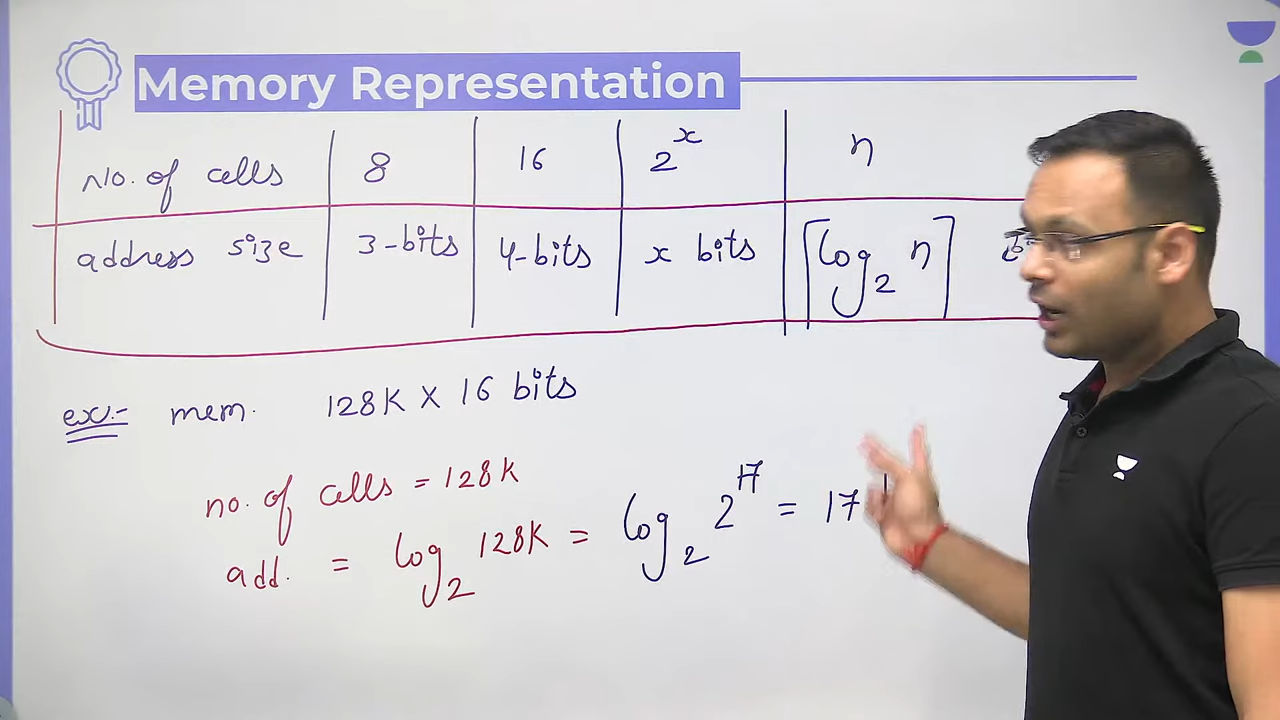 Memory Representation
No. of cells 8 16 2^x n
address size 3-bits 4-bits x bits ⌈log₂ n⌉
ex:- mem. 128K X 16 bits
no. of cells = 128K
add. = log₂ 128K = log₂ 2^17 = 17